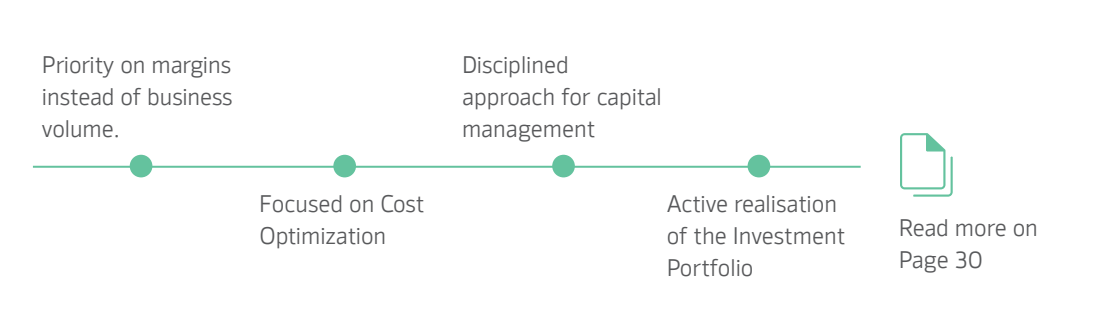 Priority on margins
instead of business
volume.
Focused on Cost
Optimization
Disciplined
approach for capital
management
Active realisation
of the Investment
Portfolio
Read more on
Page 30